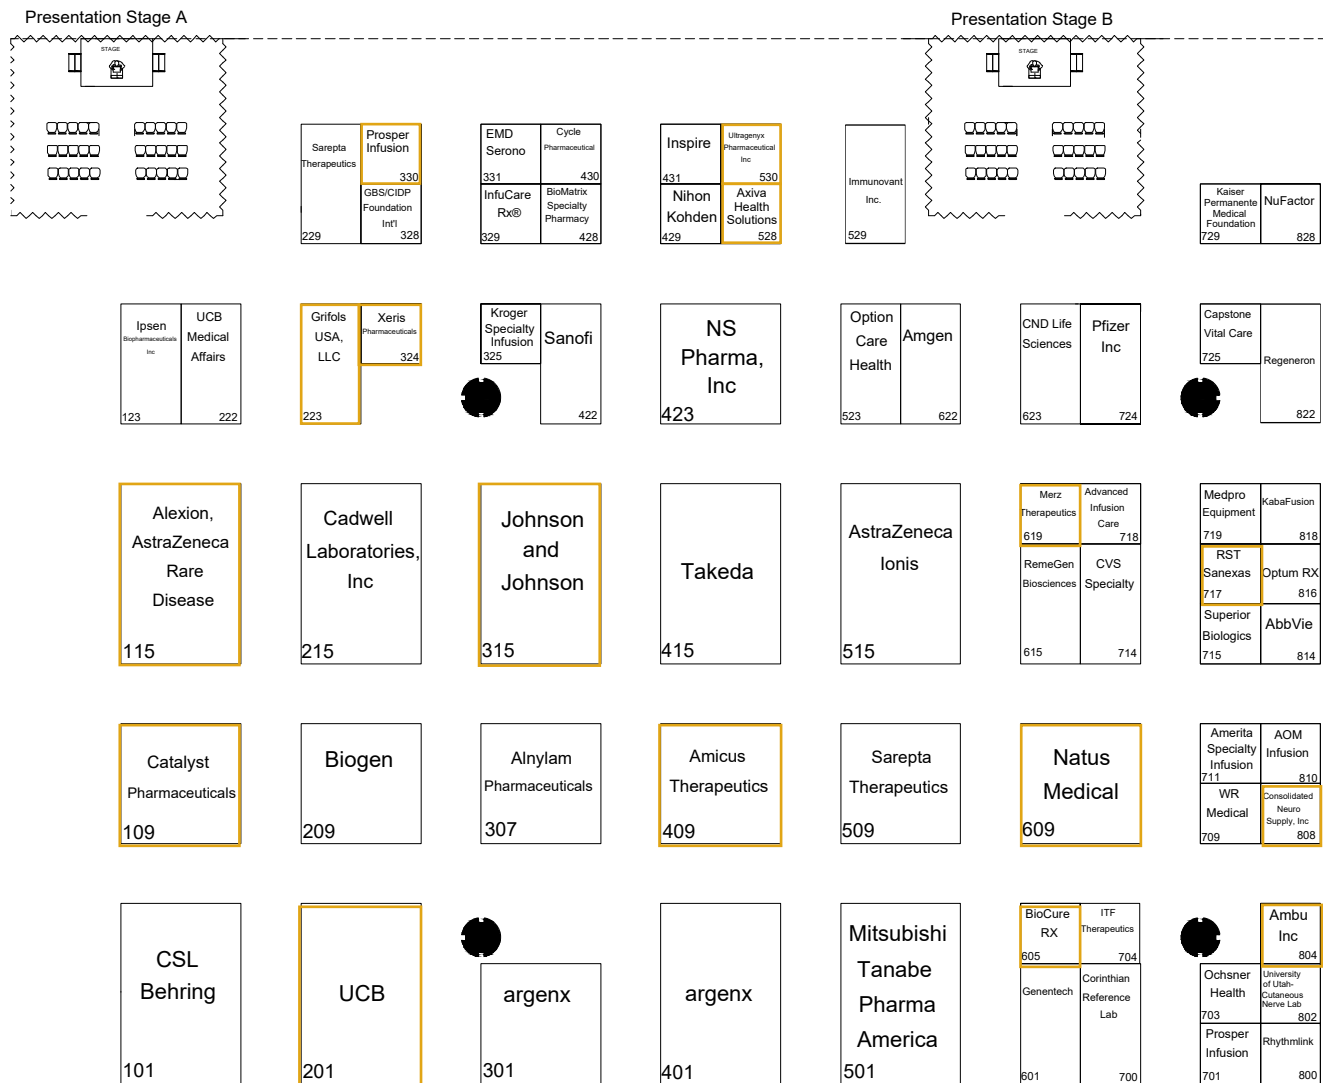 Presentation Stage A
Presentation Stage B
STAGE
STAGE
Sarepta
Therapeutics
229
Prosper
Infusion
330
GBS/CIDP
Foundation
Int'l
328
EMD
Serono
331
Cycle
Pharmaceutical
430
InfuCare
Rx®
329
BioMatrix
Specialty
Pharmacy
428
Inspire
431
Ultragenyx
Pharmaceutical
Inc
530
Nihon
Kohden
429
Axiva
Health
Solutions
528
Immunovant
Inc.
529
Kaiser
Permanente
Medical
Foundation
729
NuFactor
828
Ipsen
Biopharmaceuticals
Inc
123
UCB
Medical
Affairs
222
Grifols
USA,
LLC
223
Xeris
Pharmaceuticals
324
Kroger
Specialty
Infusion
325
Sanofi
422
NS
Pharma,
Inc
423
Option
Care
Health
523
Amgen
622
CND Life
Sciences
623
Pfizer
Inc
724
Capstone
Vital Care
725
Regeneron
822
Alexion,
AstraZeneca
Rare
Disease
115
Cadwell
Laboratories,
Inc
215
Johnson
and
Johnson
315
Takeda
415
AstraZeneca
Ionis
515
Merz
Therapeutics
619
Advanced
Infusion
Care
718
RemeGen
Biosciences
615
CVS
Specialty
714
Medpro
Equipment
719
KabaFusion
818
RST
Sanexas
717
Optum RX
816
Superior
Biologics
715
AbbVie
814
Catalyst
Pharmaceuticals
109
Biogen
209
Alnylam
Pharmaceuticals
307
Amicus
Therapeutics
409
Sarepta
Therapeutics
509
Natus
Medical
609
Amerita
Specialty
Infusion
711
AOM
Infusion
810
WR
Medical
709
Consolidated
Neuro
Supply, Inc
808
CSL
Behring
101
UCB
201
argenx
301
argenx
401
Mitsubishi
Tanabe
Pharma
America
501
BioCure
RX
605
ITF
Therapeutics
704
Genentech
601
Corinthian
Reference
Lab
700
Ambu
Inc
804
Ochsner
Health
703
University
of Utah-
Cutaneous
Nerve Lab
802
Prosper
Infusion
701
Rhythmlink
800